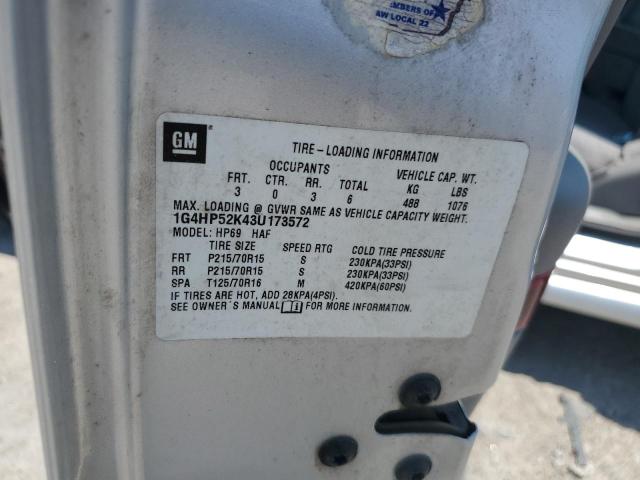 MBERS OF
AW LOCAL 22
GM
TIRE-LOADING INFORMATION
OCCUPANTS VEHICLE CAP. WT.
FRT. CTR. RR. TOTAL KG LBS
3 0 3 6 488 1076
MAX. LOADING @ GVWR SAME AS VEHICLE CAPACITY WEIGHT.
1G4HP52K43U173572
MODEL: HP69 HAF
TIRE SIZE SPEED RTG COLD TIRE PRESSURE
FRT P215/70R15 S 230KPA(33PSI)
RR P215/70R15 S 230KPA(33PSI)
SPA T125/70R16 M 420KPA(60PSI)
IF TIRES ARE HOT, ADD 28KPA(4PSI).
SEE OWNER'S MANUAL i FOR MORE INFORMATION.